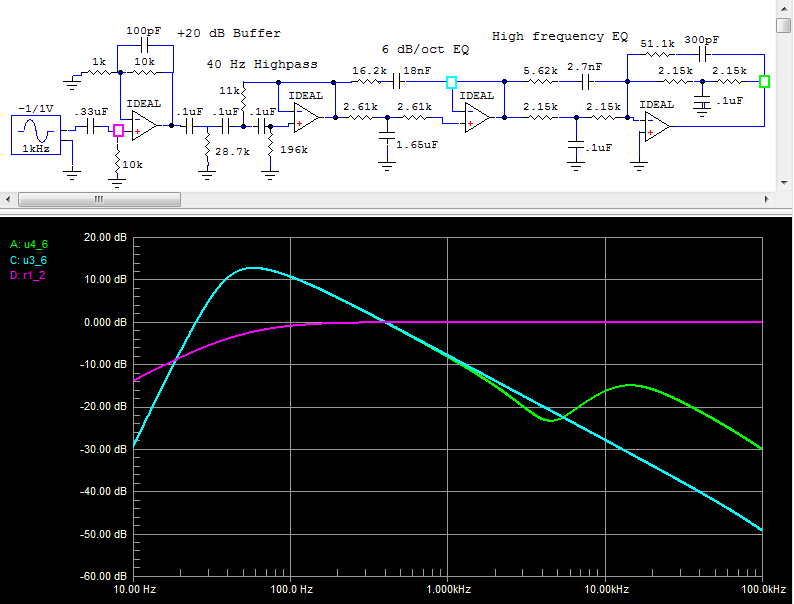 100pF
+20 dB Buffer
High frequency EQ
6 dB/oct EQ
1k
10k
40 Hz Highpass
51.1k
300pF
16.2k
18nF
5.62k
2.7nF
2.15k
2.15k
11k
IDEAL
IDEAL
IDEAL
IDEAL
~1/1V
.33uF
.1uF
.1uF
.1uF
2.61k
2.61k
2.15k
2.15k
.1uF
1kHz
10k
28.7k
196k
1.65uF
.1uF
A: u4_6
C: u3_6
D: r1_2
20.00 dB
10.00 dB
0.000 dB
-10.00 dB
-20.00 dB
-30.00 dB
-40.00 dB
-50.00 dB
-60.00 dB
10.00 Hz
100.0 Hz
1.000kHz
10.00kHz
100.0kHz